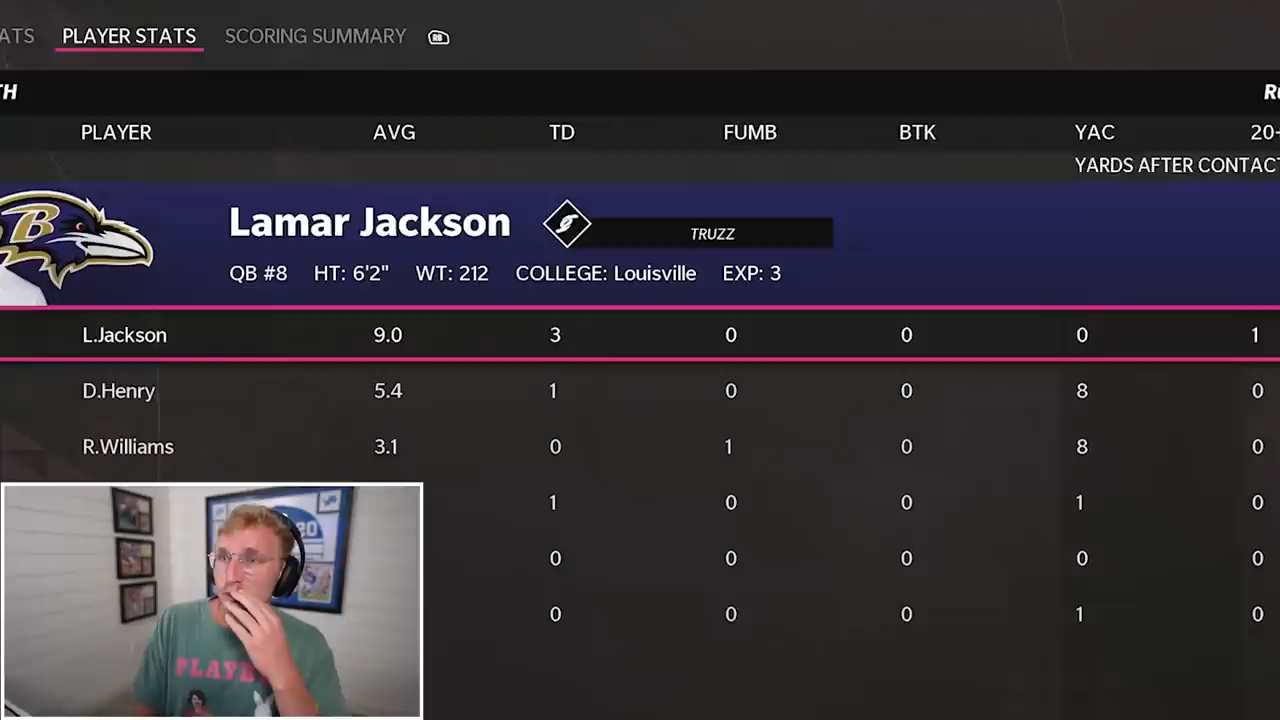 ATS PLAYER STATS SCORING SUMMARY RB
TH
PLAYER AVG TD FUMB BTK YAC 20-
YARDS AFTER CONTACT
B
Lamar Jackson TRUZZ
QB #8 HT: 6'2" WT: 212 COLLEGE: Louisville EXP: 3
L.Jackson 9.0 3 0 0 0 1
D.Henry 5.4 1 0 0 8 0
R.Williams 3.1 0 1 0 8 0
1 0 0 1 0
0 0 0 0 0
0 0 0 1 0
20
PLAYB